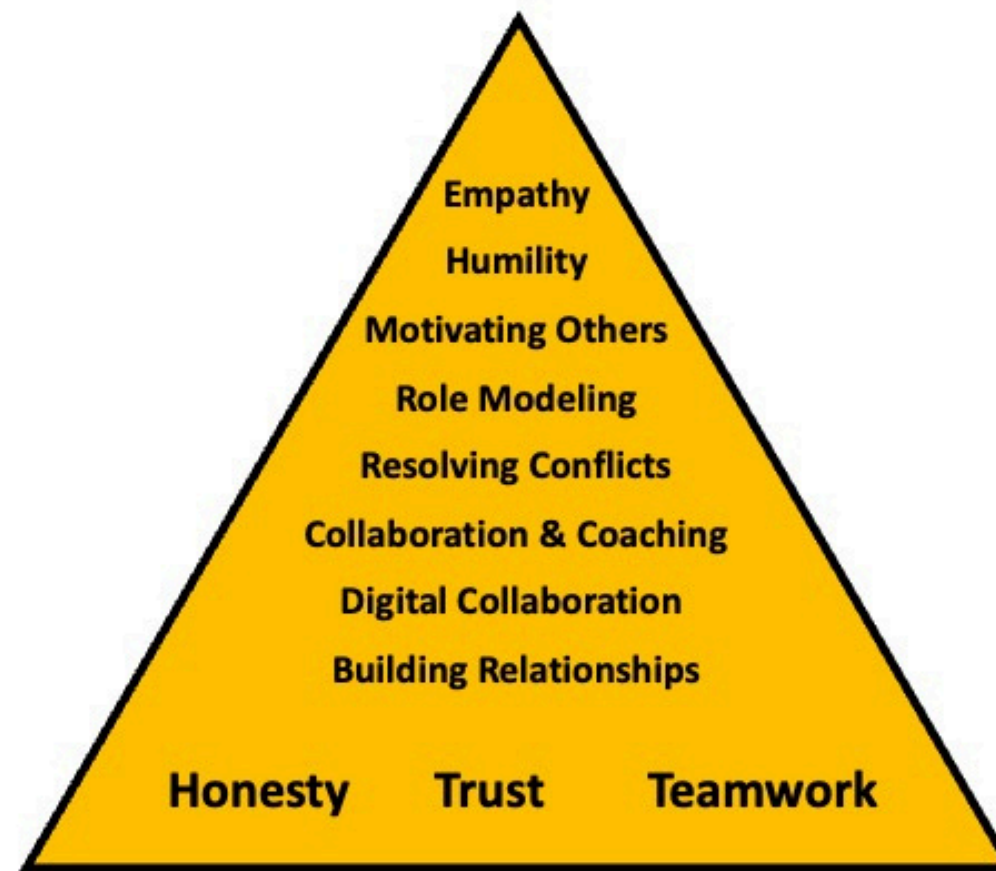 Empathy
Humility
Motivating Others
Role Modeling
Resolving Conflicts
Collaboration & Coaching
Digital Collaboration
Building Relationships
Honesty Trust Teamwork